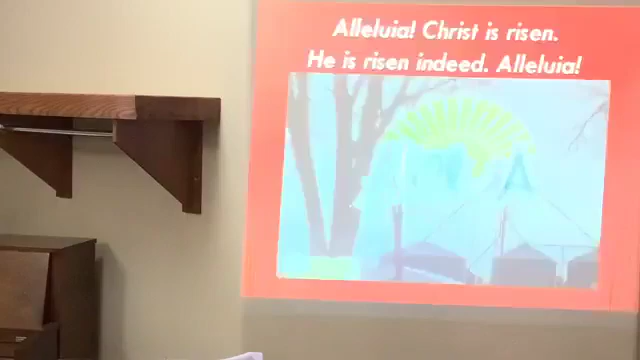 Alleluia! Christ is risen.
He is risen indeed. Alleluia!